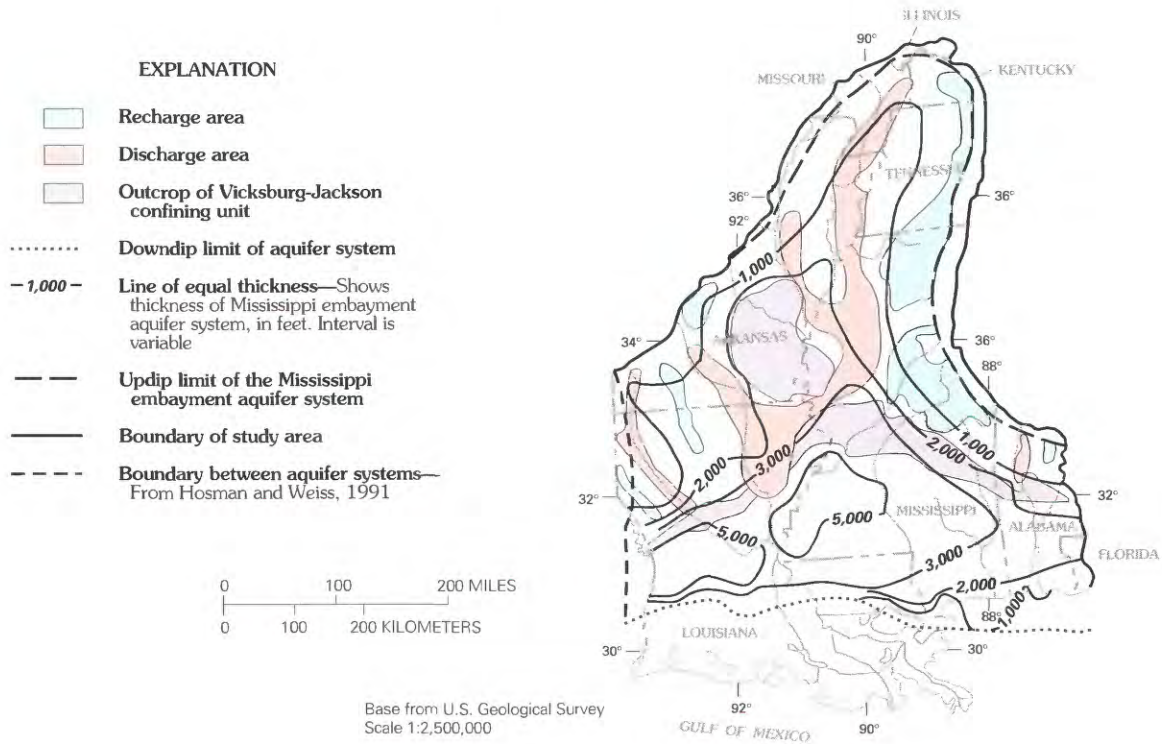 EXPLANATION
Recharge area
Discharge area
Outcrop of Vicksburg-Jackson
confining unit
Downdip limit of aquifer system
1,000
Line of equal thickness—Shows
thickness of Mississippi embayment
aquifer system, in feet. Interval is
variable
Updip limit of the Mississippi
embayment aquifer system
Boundary of study area
Boundary between aquifer systems—
From Hosman and Weiss, 1991
0 100 200 MILES
0 100 200 KILOMETERS
Base from U.S. Geological Survey
Scale 1:2,500,000
ILLINOIS
90°
MISSOURI
KENTUCKY
TENNESSEE
36°
92°
36°
1,000
34°
ARKANSAS
36°
88°
1,000
2,000
2,000
3,000
32°
32°
5,000
5,000
MISSISSIPPI
ALABAMA
3,000
FLORIDA
2,000
88°
1,000
LOUISIANA
30°
30°
92°
90°
GULF OF MEXICO